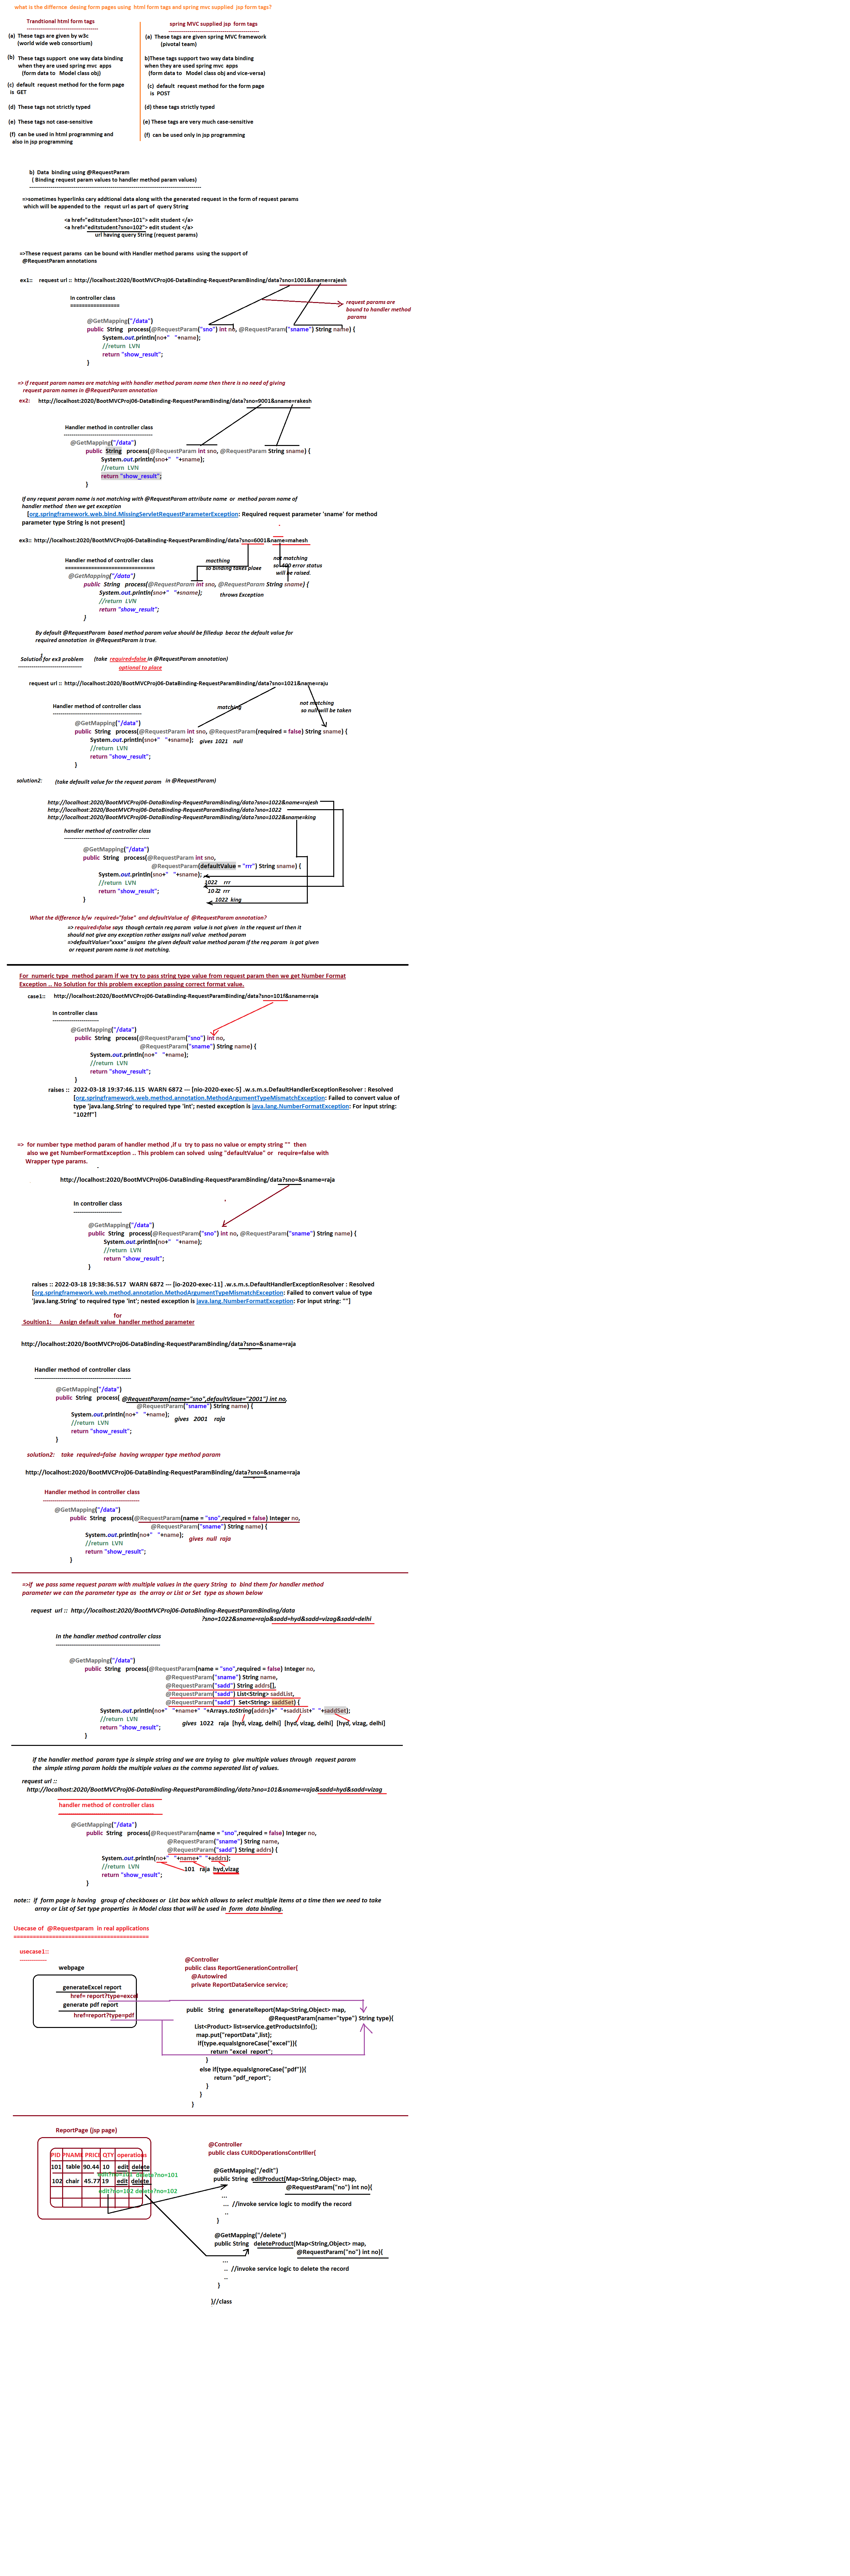 what is the differnce desing form pages using html form tags and spring mvc supplied jsp form tags?
Trandtional html form tags
---------------------------------
(a) These tags are given by w3c
(world wide web consortium)
(b) These tags support one way data binding
when they are used spring mvc apps
(form data to Model class obj)
(c) default request method for the form page
is GET
(d) These tags not strictly typed
(e) These tags not case-sensitive
(f) can be used in html programming and
also in jsp programming
spring MVC supplied jsp form tags
------------------------------------------
(a) These tags are given spring MVC framework
(pivotal team)
b)These tags support two way data binding
when they are used spring mvc apps
(form data to Model class obj and vice-versa)
(c) default request method for the form page
is POST
(d) these tags strictly typed
(e) These tags are very much case-sensitive
(f) can be used only in jsp programming
b) Data binding using @RequestParam
( Binding request param values to handler method param values)
--------------------------------------------------------------------------------
=>sometimes hyperlinks cary addtional data along with the generated request in the form of request params
which will be appended to the requst url as part of query String
<a href="editstudent?sno=101"> edit student </a>
<a href="editstudent?sno=102"> edit student </a>
url having query String (request params)
=>These request params can be bound with Handler method params using the support of
@RequestParam annotations
ex1:: request url :: http://localhost:2020/BootMVCProj06-DataBinding-RequestParamBinding/data?sno=1001&sname=rajesh
In controller class
=================
request params are
bound to handler method
params
@GetMapping("/data")
public String process(@RequestParam("sno") int no, @RequestParam("sname") String name) {
System.out.println(no+" "+name);
//return LVN
return "show_result";
}
=> if request param names are matching with handler method param name then there is no need of giving
request param names in @RequestParam annotation
ex2: http://localhost:2020/BootMVCProj06-DataBinding-RequestParamBinding/data?sno=9001&sname=rakesh
Handler method in controller class
-----------------------------------------
@GetMapping("/data")
public String process(@RequestParam int sno, @RequestParam String sname) {
System.out.println(sno+" "+sname);
//return LVN
return "show_result";
}
If any request param name is not matching with @RequestParam attribute name or method param name of
handler method then we get exception
[org.springframework.web.bind.MissingServletRequestParameterException: Required request parameter 'sname' for method
parameter type String is not present]
ex3:: http://localhost:2020/BootMVCProj06-DataBinding-RequestParamBinding/data?sno=6001&name=mahesh
Handler method of controller class
===============================
macthing
so binding takes place
not matching
so 400 error status
will be raised.
@GetMapping("/data")
public String process(@RequestParam int sno, @RequestParam String sname) {
System.out.println(sno+" "+sname);
throws Exception
//return LVN
return "show_result";
}
By default @RequestParam based method param value should be filledup becoz the default value for
required annotation in @RequestParam is true.
Solution1 for ex3 problem (take required=false in @RequestParam annotation)
------------------------------
optional to place
request url :: http://localhost:2020/BootMVCProj06-DataBinding-RequestParamBinding/data?sno=1021&name=raju
Handler method of controller class
-----------------------------------------
matching
not matching
so null will be taken
@GetMapping("/data")
public String process(@RequestParam int sno, @RequestParam(required = false) String sname) {
System.out.println(sno+" "+sname); gives 1021 null
//return LVN
return "show_result";
}
solution2: (take defauilt value for the request param in @RequestParam)
http://localhost:2020/BootMVCProj06-DataBinding-RequestParamBinding/data?sno=1022&name=rajesh
http://localhost:2020/BootMVCProj06-DataBinding-RequestParamBinding/data?sno=1022
http://localhost:2020/BootMVCProj06-DataBinding-RequestParamBinding/data?sno=1022&sname=king
handler method of controller class
---------------------------------------
@GetMapping("/data")
public String process(@RequestParam int sno,
@RequestParam(defaultValue = "rrr") String sname) {
System.out.println(sno+" "+sname);
//return LVN
1022 rrr
return "show_result";
1022 rrr
}
1022 king
What the difference b/w required="false" and defaultValue of @RequestParam annotation?
=> required=false says though certain req param value is not given in the request url then it
should not give any exception rather assigns null value method param
=>defaultValue="xxxx" assigns the given default value method param if the req param is got given
or request param name is not matching.
For numeric type method param if we try to pass string type value from request param then we get Number Format
Exception .. No Solution for this problem exception passing correct format value.
case1:: http://localhost:2020/BootMVCProj06-DataBinding-RequestParamBinding/data?sno=101f&sname=raja
In controller class
---------------------
@GetMapping("/data")
public String process(@RequestParam("sno") int no,
@RequestParam("sname") String name) {
System.out.println(no+" "+name);
//return LVN
return "show_result";
}
raises :: 2022-03-18 19:37:46.115 WARN 6872 --- [nio-2020-exec-5] .w.s.m.s.DefaultHandlerExceptionResolver : Resolved
[org.springframework.web.method.annotation.MethodArgumentTypeMismatchException: Failed to convert value of
type 'java.lang.String' to required type 'int'; nested exception is java.lang.NumberFormatException: For input string:
"102ff"]
=> for number type method param of handler method ,if u try to pass no value or empty string "" then
also we get NumberFormatException .. This problem can solved using "defaultValue" or require=false with
Wrapper type params.
http://localhost:2020/BootMVCProj06-DataBinding-RequestParamBinding/data?sno=&sname=raja
In controller class
----------------------
@GetMapping("/data")
public String process(@RequestParam("sno") int no, @RequestParam("sname") String name) {
System.out.println(no+" "+name);
//return LVN
return "show_result";
}
raises :: 2022-03-18 19:38:36.517 WARN 6872 --- [io-2020-exec-11] .w.s.m.s.DefaultHandlerExceptionResolver : Resolved
[org.springframework.web.method.annotation.MethodArgumentTypeMismatchException: Failed to convert value of type
'java.lang.String' to required type 'int'; nested exception is java.lang.NumberFormatException: For input string: ""]
for
Soultion1: Assign default value handler method parameter
http://localhost:2020/BootMVCProj06-DataBinding-RequestParamBinding/data?sno=&sname=raja
Handler method of controller class
---------------------------------------------
@GetMapping("/data")
public String process( @RequestParam(name="sno",defaultVlaue="2001") int no,
@RequestParam("sname") String name) {
System.out.println(no+" "+name);
gives 2001 raja
//return LVN
return "show_result";
}
solution2: take required=false having wrapper type method param
http://localhost:2020/BootMVCProj06-DataBinding-RequestParamBinding/data?sno=&sname=raja
Handler method in controller class
--------------------------------------------
@GetMapping("/data")
public String process(@RequestParam(name = "sno",required = false) Integer no,
@RequestParam("sname") String name) {
System.out.println(no+" "+name); gives null raja
//return LVN
return "show_result";
}
=>if we pass same request param with multiple values in the query String to bind them for handler method
parameter we can the parameter type as the array or List or Set type as shown below
request url :: http://localhost:2020/BootMVCProj06-DataBinding-RequestParamBinding/data
?sno=1022&sname=raja&sadd=hyd&sadd=vizag&sadd=delhi
In the handler method controller class
------------------------------------------------
@GetMapping("/data")
public String process(@RequestParam(name = "sno",required = false) Integer no,
@RequestParam("sname") String name,
@RequestParam("sadd") String addrs[],
@RequestParam("sadd") List<String> saddList,
@RequestParam("sadd") Set<String> saddSet) {
System.out.println(no+" "+name+" "+Arrays.toString(addrs)+" "+saddList+" "+saddSet);
//return LVN
gives 1022 raja [hyd, vizag, delhi] [hyd, vizag, delhi] [hyd, vizag, delhi]
return "show_result";
}
if the handler method param type is simple string and we are trying to give multiple values through request param
the simple stirng param holds the multiple values as the comma seperated list of values.
request url ::
http://localhost:2020/BootMVCProj06-DataBinding-RequestParamBinding/data?sno=101&sname=raja&sadd=hyd&sadd=vizag
handler method of controller class
@GetMapping("/data")
public String process(@RequestParam(name = "sno",required = false) Integer no,
@RequestParam("sname") String name,
@RequestParam("sadd") String addrs) {
System.out.println(no+" "+name+" "+addrs);
//return LVN
101 raja hyd,vizag
return "show_result";
}
note:: if form page is having group of checkboxes or List box which allows to select multiple items at a time then we need to take
array or List of Set type properties in Model class that will be used in form data binding.
Usecase of @Requestparam in real applications
==========================================
usecase1::
-------------
webpage
generateExcel report
href= report?type=excel
generate pdf report
href=report?type=pdf
@Controller
public class ReportGenerationController{
@Autowired
private ReportDataService service;
public String generateReport(Map<String,Object> map,
@RequestParam(name="type") String type){
List<Product> list=service.getProductsInfo();
map.put("reportData",list);
if(type.equalsIgnoreCase("excel")){
return "excel_report";
}
else if(type.equalsIgnoreCase("pdf"){
return "pdf_report";
}
}
}
ReportPage (jsp page)
PID PNAME PRICE QTY operations
101 table 90.44 10 edit delete
edit?no=101 delete?no=101
102 chair 45.77 19 edit delete
edit?no=102 delete?no=102
@Controller
public class CURDOperationsContrlller{
@GetMapping("/edit")
public String editProduct(Map<String,Object> map,
@RequestParam("no") int no){
...
... //invoke service logic to modify the record
..
}
@GetMapping("/delete")
public String deleteProduct(Map<String,Object> map,
@RequestParam("no") int no){
...
... //invoke service logic to delete the record
...
}
}//class